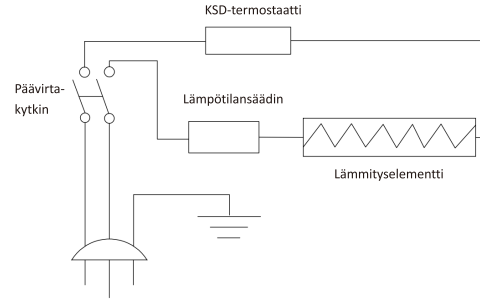 KSD-termostaatti
Päävirta-
kytkin
Lämpötilansäädin
Lämmityselementti